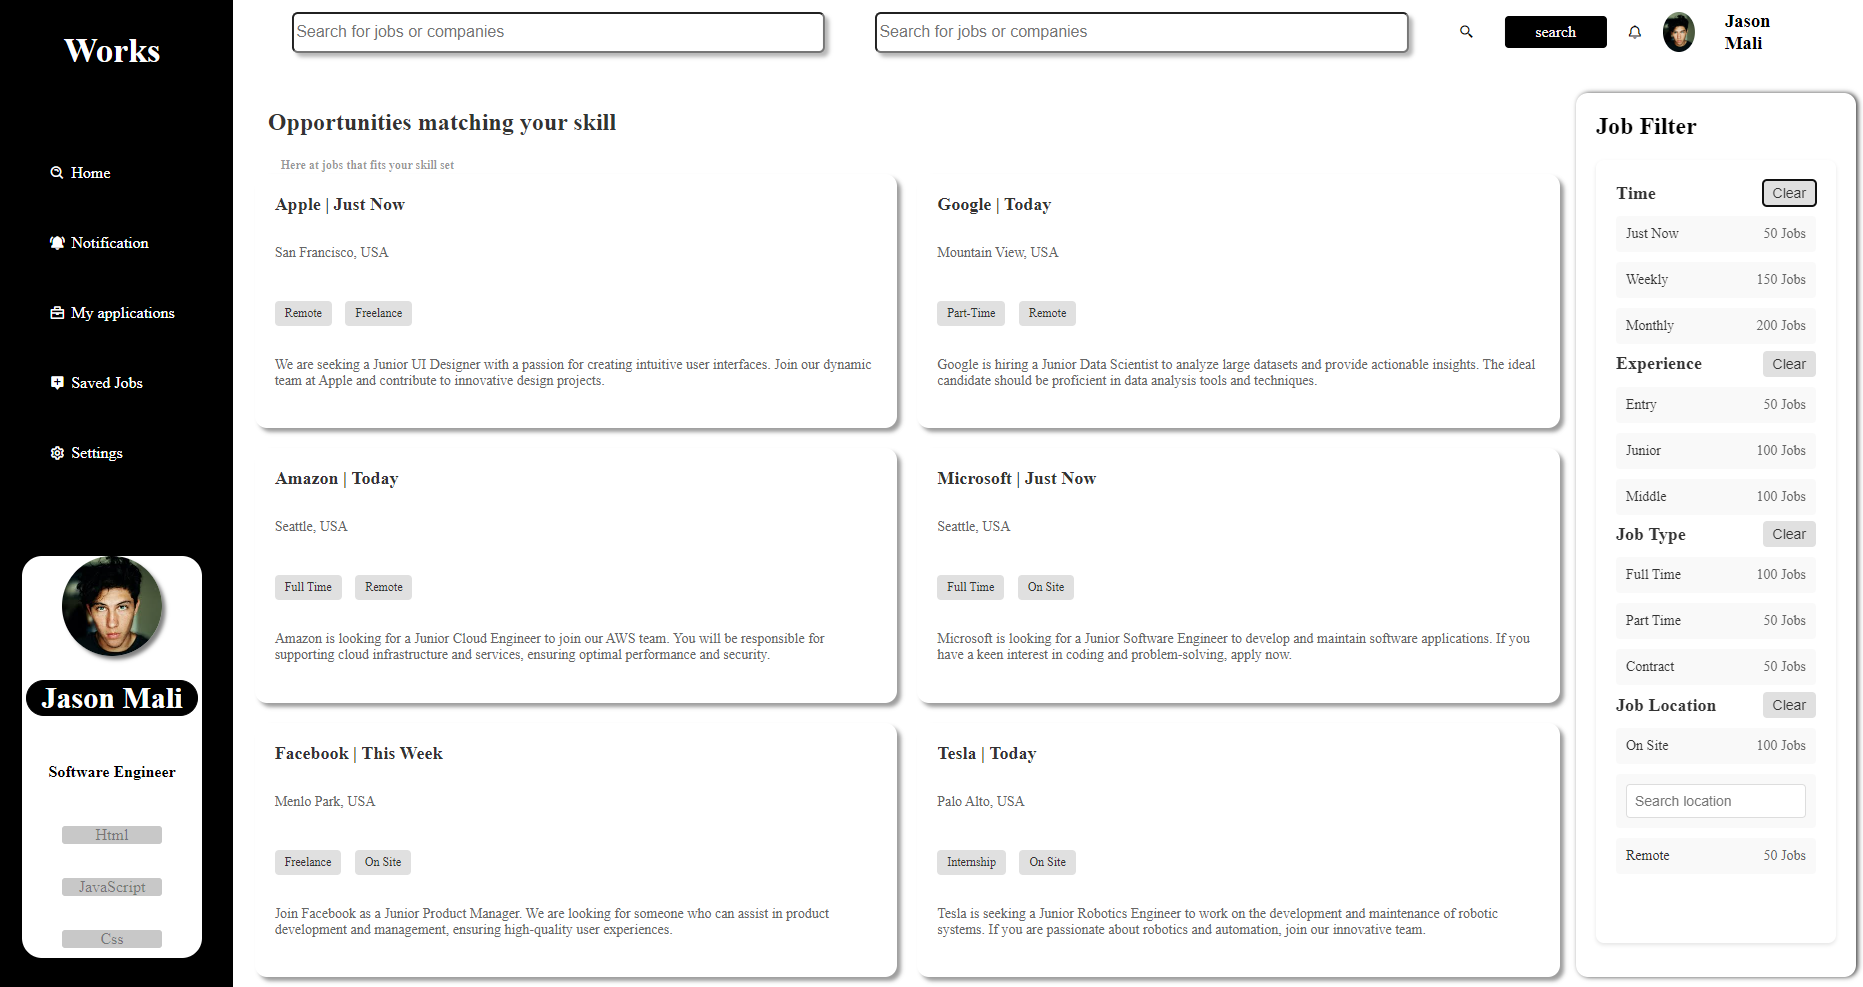 Works
Home
Notification
My applications
Saved Jobs
Settings
Jason Mali
Software Engineer
Html
JavaScript
Css
Search for jobs or companies
Search for jobs or companies
search
Jason
Mali
Opportunities matching your skill
Here at jobs that fits your skill set
Apple | Just Now
San Francisco, USA
Remote
Freelance
We are seeking a Junior UI Designer with a passion for creating intuitive user interfaces. Join our dynamic
team at Apple and contribute to innovative design projects.
Google | Today
Mountain View, USA
Part-Time
Remote
Google is hiring a Junior Data Scientist to analyze large datasets and provide actionable insights. The ideal
candidate should be proficient in data analysis tools and techniques.
Amazon | Today
Seattle, USA
Full Time
Remote
Amazon is looking for a Junior Cloud Engineer to join our AWS team. You will be responsible for
supporting cloud infrastructure and services, ensuring optimal performance and security.
Microsoft | Just Now
Seattle, USA
Full Time
On Site
Microsoft is looking for a Junior Software Engineer to develop and maintain software applications. If you
have a keen interest in coding and problem-solving, apply now.
Facebook | This Week
Menlo Park, USA
Freelance
On Site
Join Facebook as a Junior Product Manager. We are looking for someone who can assist in product
development and management, ensuring high-quality user experiences.
Tesla | Today
Palo Alto, USA
Internship
On Site
Tesla is seeking a Junior Robotics Engineer to work on the development and maintenance of robotic
systems. If you are passionate about robotics and automation, join our innovative team.
Job Filter
Time Clear
Just Now 50 Jobs
Weekly 150 Jobs
Monthly 200 Jobs
Experience Clear
Entry 50 Jobs
Junior 100 Jobs
Middle 100 Jobs
Job Type Clear
Full Time 100 Jobs
Part Time 50 Jobs
Contract 50 Jobs
Job Location Clear
On Site 100 Jobs
Search location
Remote 50 Jobs